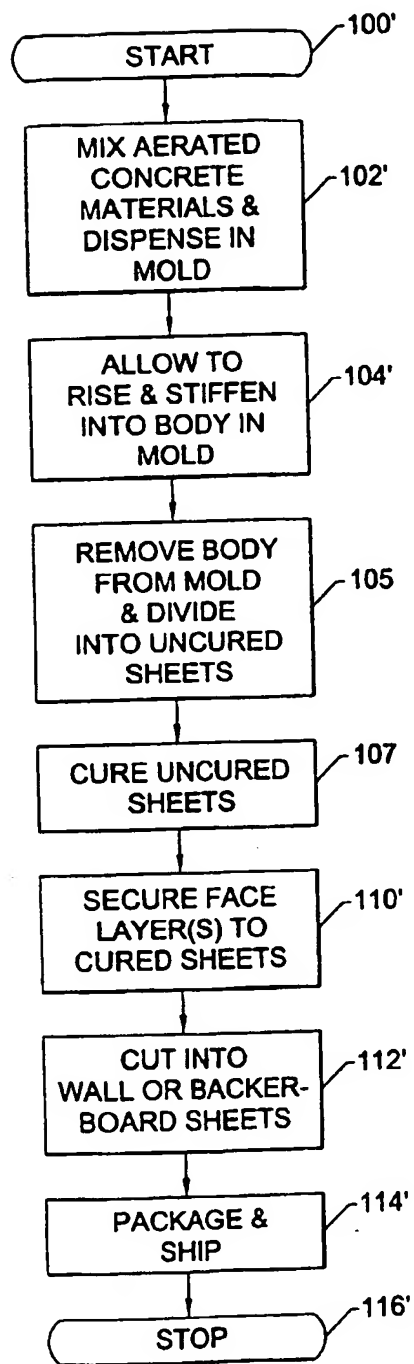 100'
START
MIX AERATED
CONCRETE
MATERIALS &
DISPENSE IN
MOLD
102'
ALLOW TO
RISE & STIFFEN
INTO BODY IN
MOLD
104'
REMOVE BODY
FROM MOLD
& DIVIDE
INTO UNCURED
SHEETS
105
CURE UNCURED
SHEETS
107
SECURE FACE
LAYER(S) TO
CURED SHEETS
110'
CUT INTO
WALL OR BACKER-
BOARD SHEETS
112'
PACKAGE &
SHIP
114'
STOP
116'